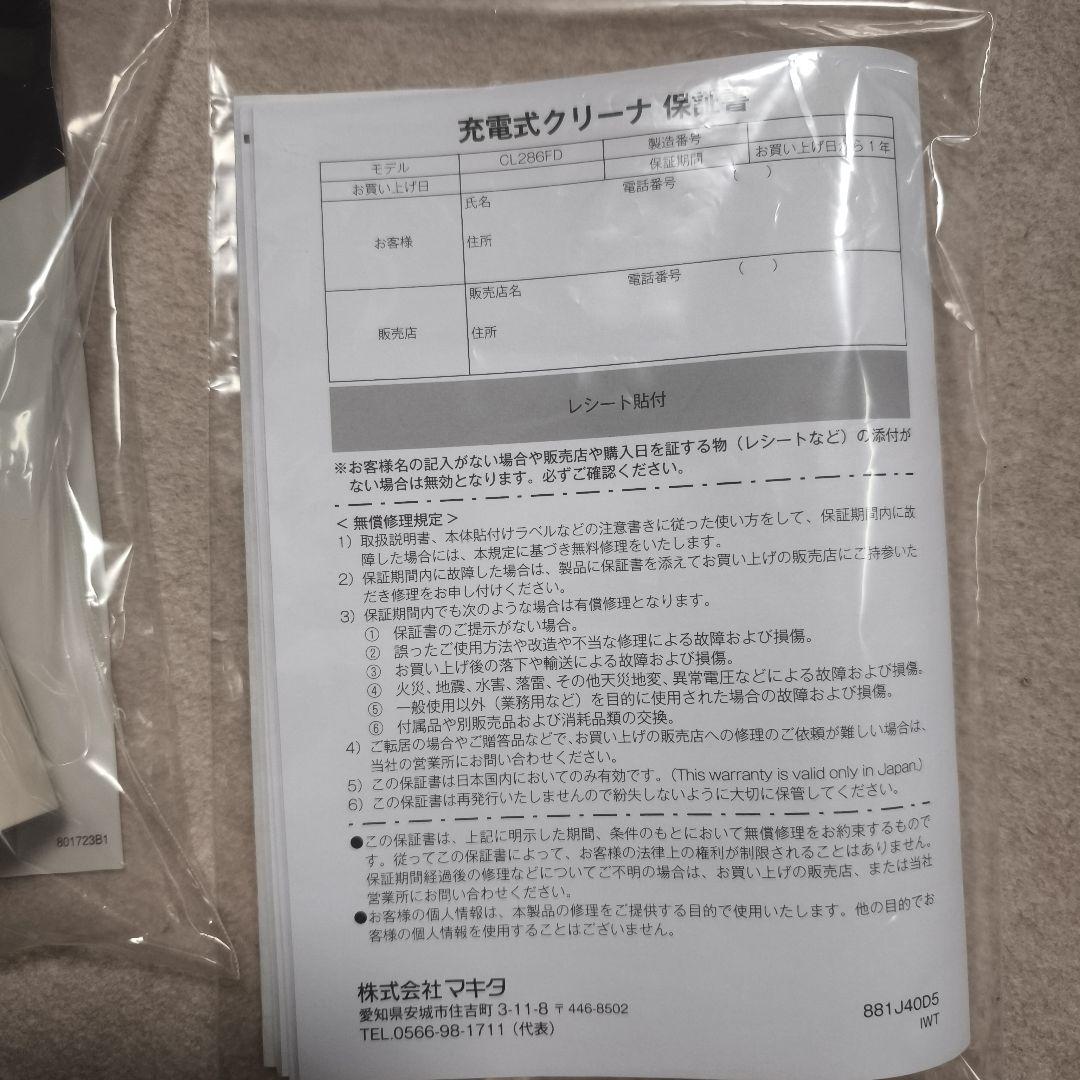 充電式クリーナ 保証書
モデル CL286FD 製造番号
お買い上げ日 保証期間 お買い上げ日から1年
お客様 氏名 電話番号 ( )
住所
販売店 販売店名 電話番号 ( )
住所
レシート貼付
※お客様名の記入がない場合や販売店や購入日を証する物（レシートなど）の添付が
ない場合は無効となります。必ずご確認ください。
＜無償修理規定＞
1）取扱説明書、本体貼付けラベルなどの注意書きに従った使い方をして、保証期間内に故
障した場合には、本規定に基づき無料修理をいたします。
2）保証期間内に故障した場合は、製品に保証書を添えてお買い上げの販売店にご持参いた
だき修理をお申し付けください。
3）保証期間内でも次のような場合は有償修理となります。
① 保証書のご提示がない場合。
② 誤ったご使用方法や改造や不当な修理による故障および損傷。
③ お買い上げ後の落下や輸送による故障および損傷。
④ 火災、地震、水害、落雷、その他天災地変、異常電圧などによる故障および損傷。
⑤ 一般使用以外（業務用など）を目的に使用された場合の故障および損傷。
⑥ 付属品や別販売品および消耗品類の交換。
4）ご転居の場合やご贈答品などで、お買い上げの販売店への修理のご依頼が難しい場合は、
当社の営業所にお問い合わせください。
5）この保証書は日本国内においてのみ有効です。（This warranty is valid only in Japan.）
6）この保証書は再発行いたしませんので紛失しないように大切に保管してください。
●この保証書は、上記に明示した期間、条件のもとにおいて無償修理をお約束するもので
す。従ってこの保証書によって、お客様の法律上の権利が制限されることはありません。
保証期間経過後の修理などについてご不明の場合は、お買い上げの販売店、または当社
営業所にお問い合わせください。
●お客様の個人情報は、本製品の修理をご提供する目的で使用いたします。他の目的でお
客様の個人情報を使用することはございません。
株式会社マキタ
愛知県安城市住吉町 3-11-8 〒446-8502
TEL.0566-98-1711（代表）
881J40D5
IWT
801723B1